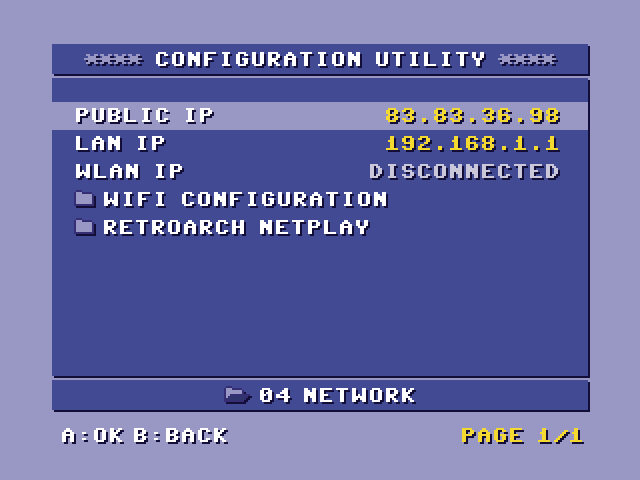 **** CONFIGURATION UTILITY ****
PUBLIC IP 83.83.36.98
LAN IP 192.168.1.1
WLAN IP DISCONNECTED
WIFI CONFIGURATION
RETROARCH NETPLAY
04 NETWORK
A:OK B:BACK PAGE 1/1